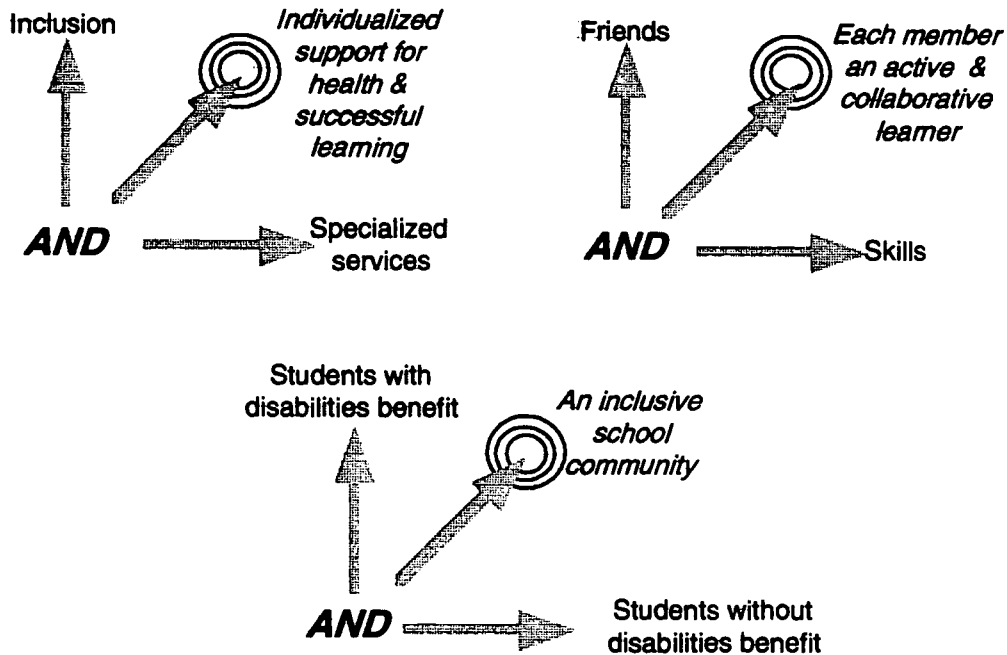 Inclusion
Individualized
support for
health &
successful
learning
AND
Specialized
services
Friends
Each member
an active &
collaborative
learner
AND
Skills
Students with
disabilities benefit
An inclusive
school
community
AND
Students without
disabilities benefit